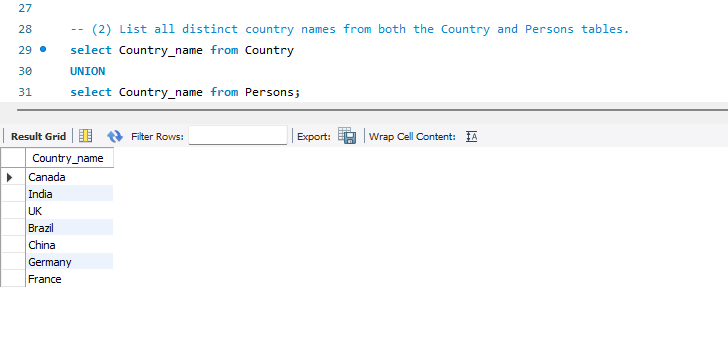 27
28 -- (2) List all distinct country names from both the Country and Persons tables.
29 select Country_name from Country
30 UNION
31 select Country_name from Persons;
Result Grid Filter Rows: Export: Wrap Cell Content: IA
Country_name
Canada
India
UK
Brazil
China
Germany
France